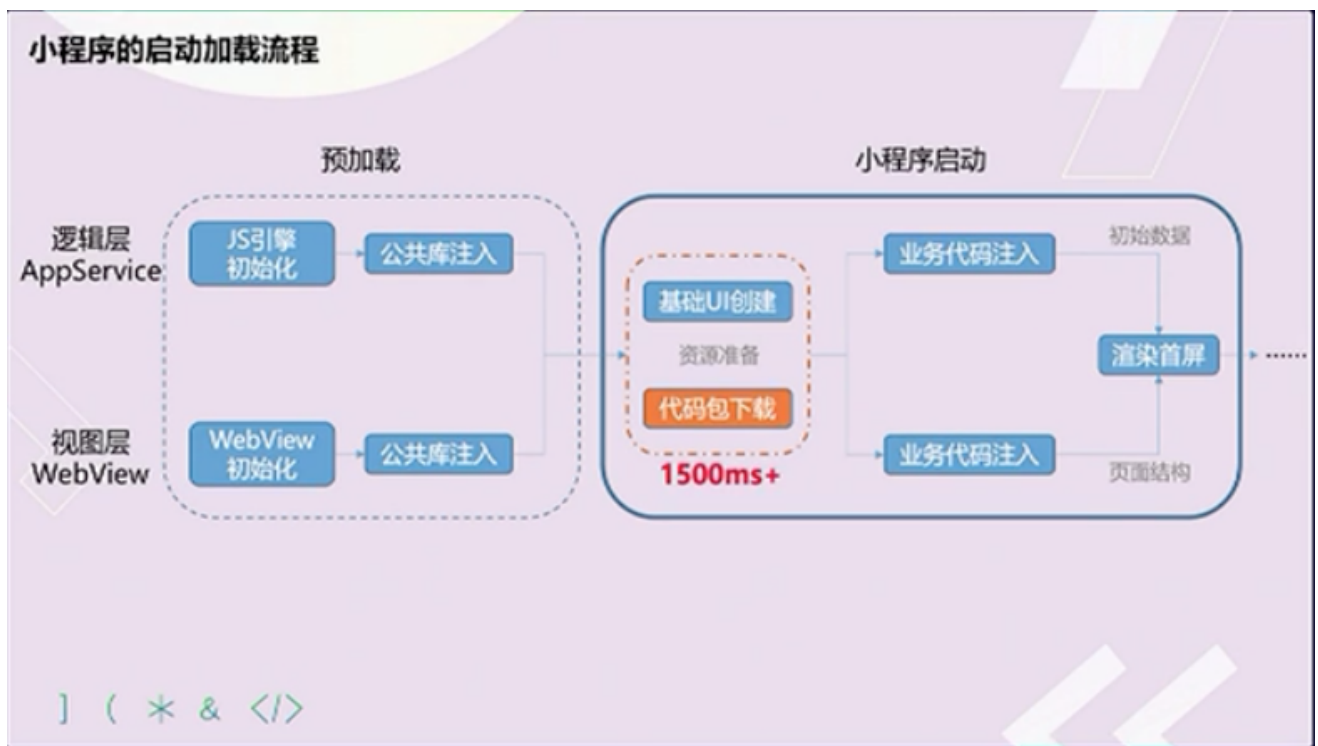 小程序的启动加载流程
预加载
小程序启动
逻辑层
AppService
JS引擎
初始化
公共库注入
基础UI创建
资源准备
代码包下载
1500ms+
业务代码注入
初始数据
渲染首屏
......
视图层
WebView
WebView
初始化
公共库注入
业务代码注入
页面结构
] ( * & </>